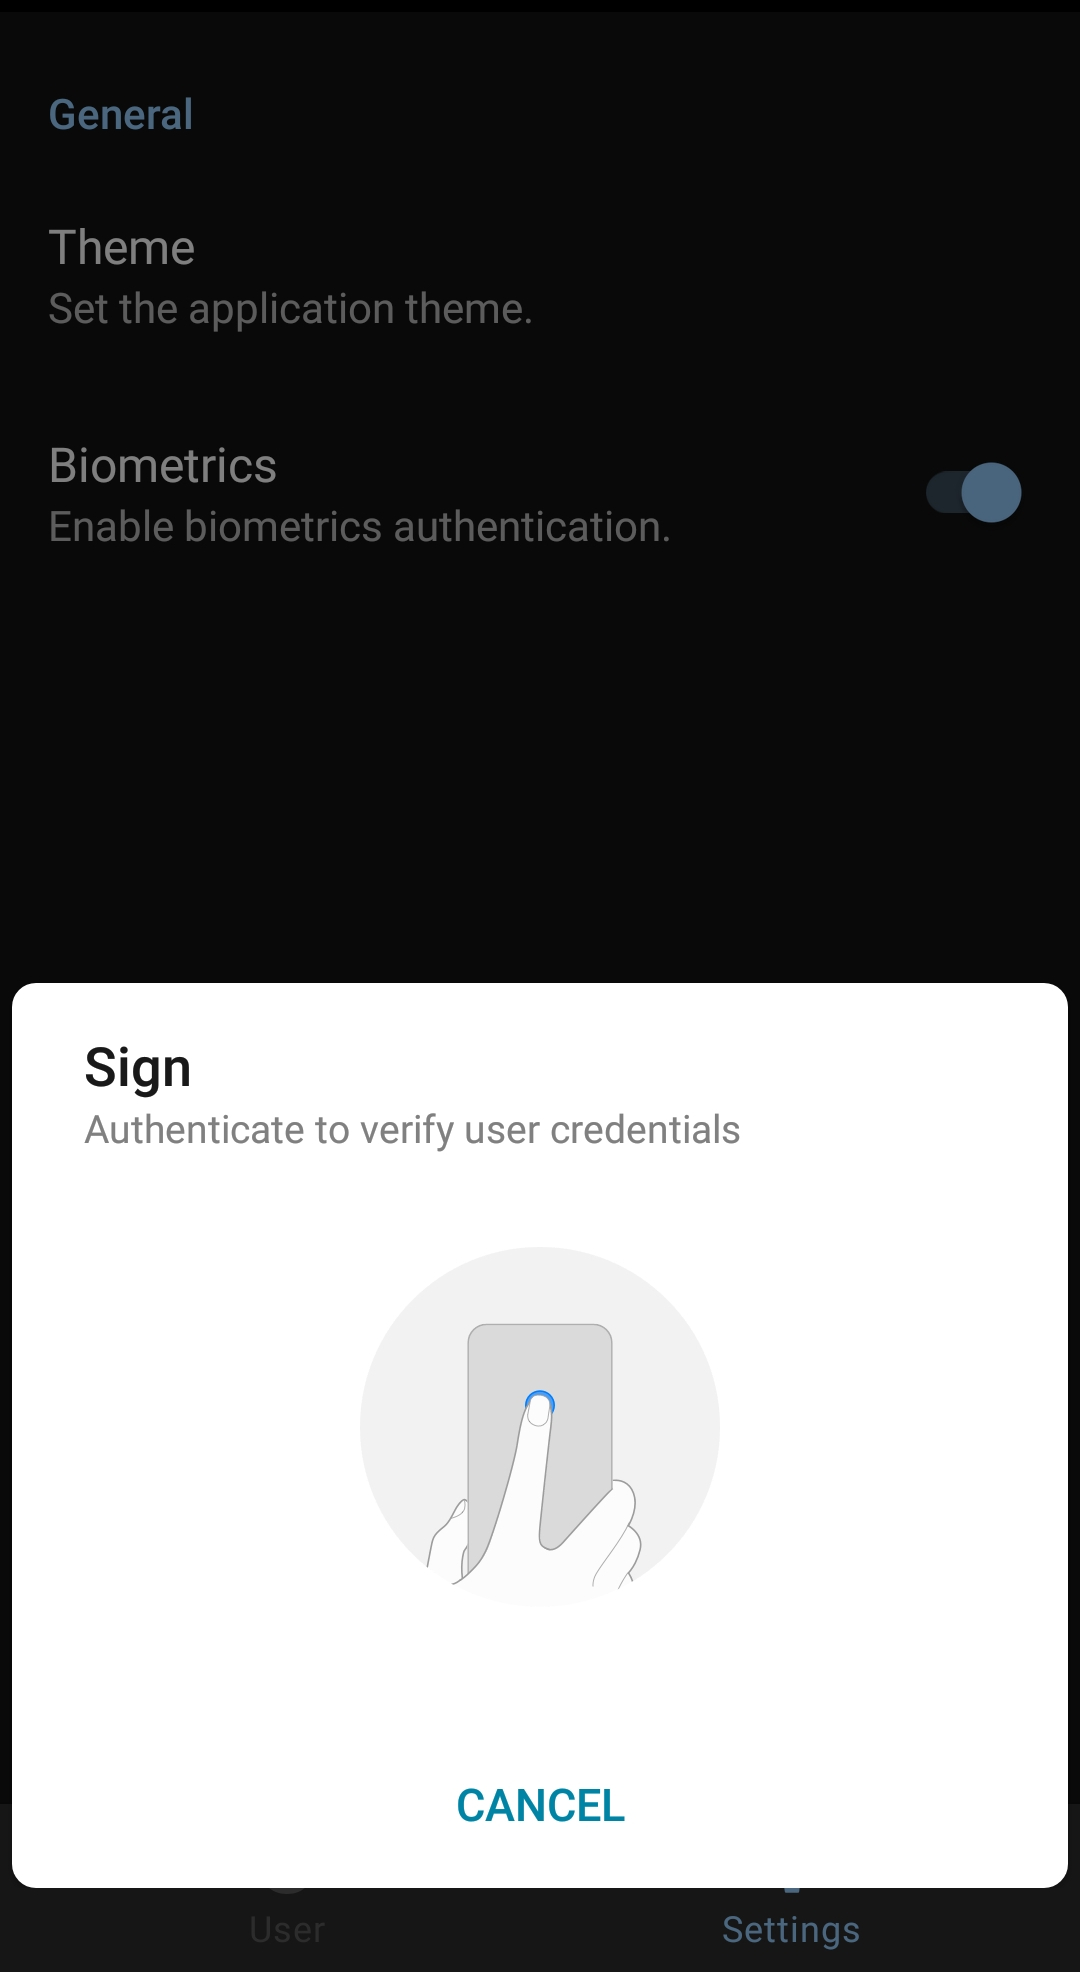 General
Theme
Set the application theme.
Biometrics
Enable biometrics authentication.
Sign
Authenticate to verify user credentials
CANCEL
User
Settings